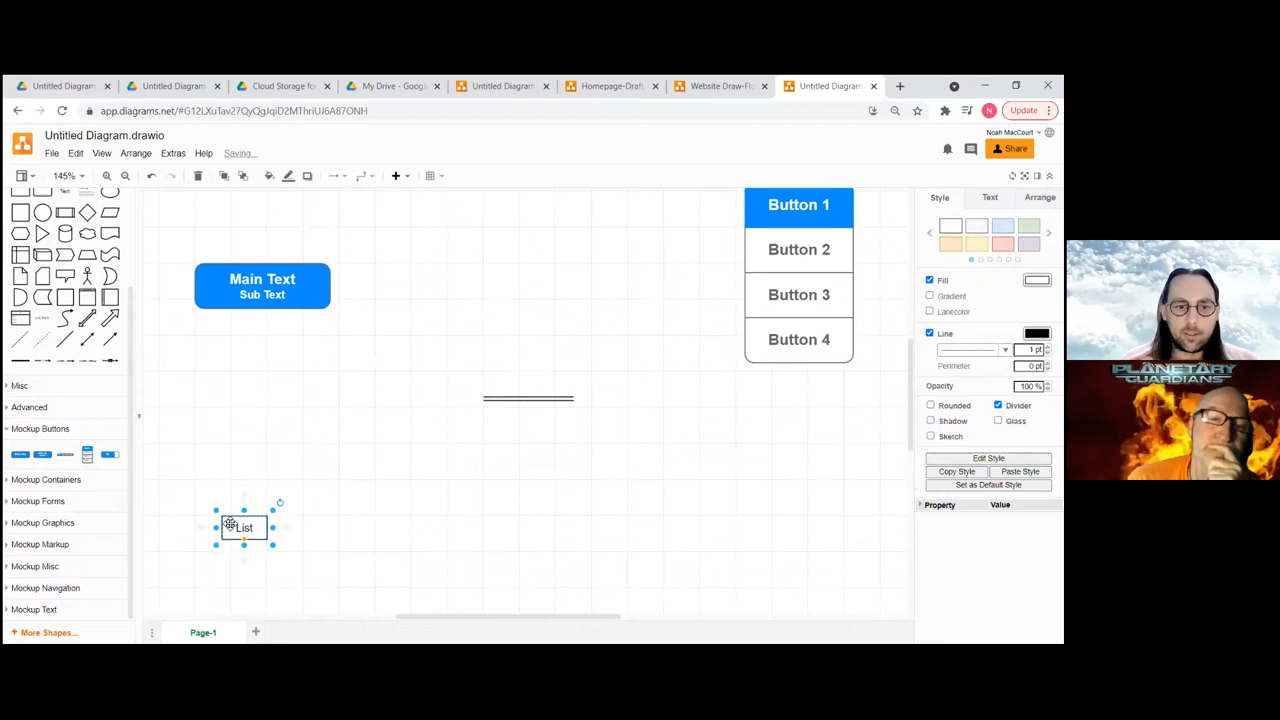 Untitled Diagram
Untitled Diagram
Cloud Storage for
My Drive - Google
Untitled Diagram
Homepage-Draft
Website Draw-Flo
Untitled Diagram
app.diagrams.net/#G12LXuTav27QyQgJqiD2MThriUJ6A87ONH
N
Update
Untitled Diagram.drawio
Noah MacCourt
File
Edit
View
Arrange
Extras
Help
Saving...
Share
145%
Text
Misc
Advanced
Mockup Buttons
Mockup Containers
Mockup Forms
Mockup Graphics
Mockup Markup
Mockup Misc
Mockup Navigation
Mockup Text
+ More Shapes...
Main Text
Sub Text
List
Button 1
Button 2
Button 3
Button 4
Page-1
Style
Text
Arrange
Fill
Gradient
Lanecolor
Line
1 pt
Perimeter
0 pt
Opacity
100 %
Rounded
Divider
Shadow
Glass
Sketch
Edit Style
Copy Style
Paste Style
Set as Default Style
Property
Value
PLANETARY
GUARDIANS